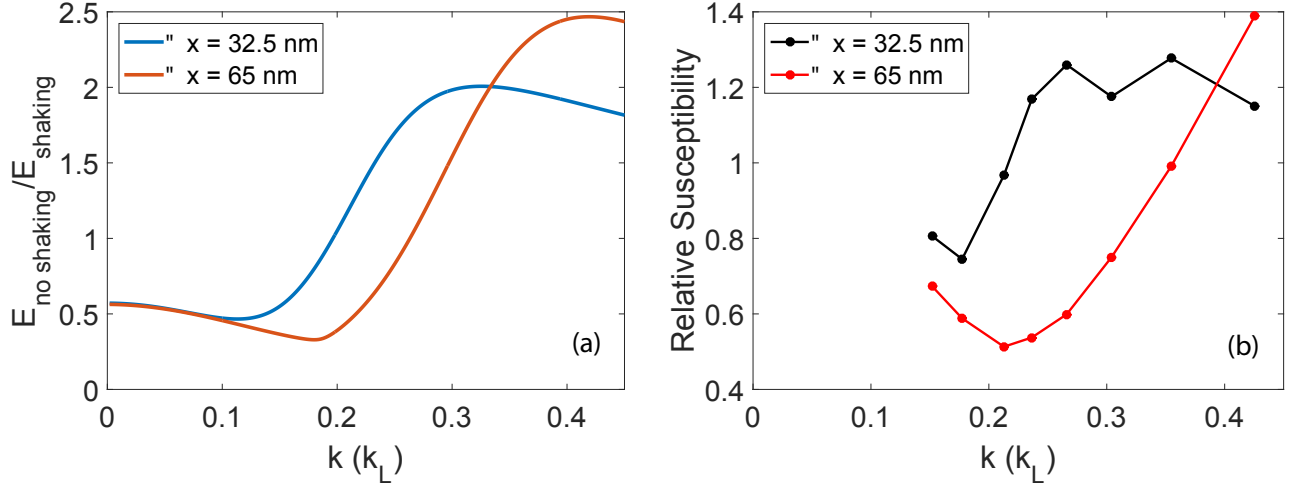 E_no shaking/E_shaking
2.5
2
1.5
1
0.5
0
" x = 32.5 nm
" x = 65 nm
(a)
0 0.1 0.2 0.3 0.4
k (k_L)
Relative Susceptibility
1.4
1.2
1
0.8
0.6
0.4
" x = 32.5 nm
" x = 65 nm
(b)
0 0.1 0.2 0.3 0.4
k (k_L)